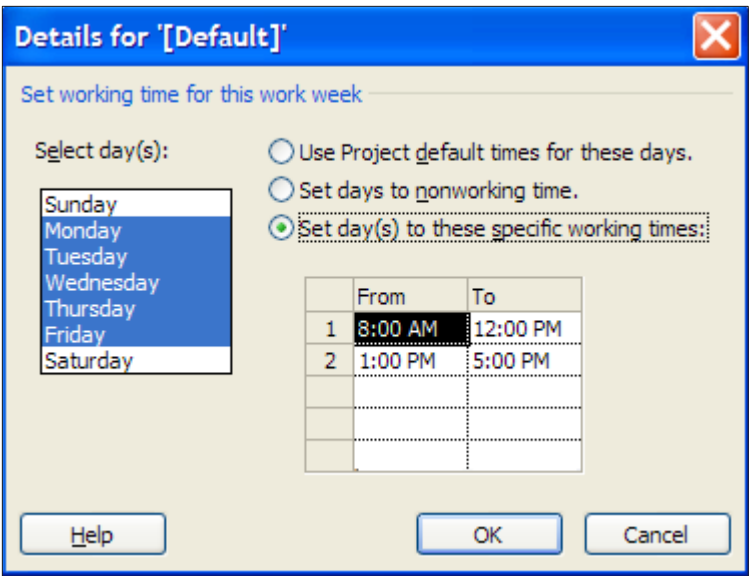 Details for '[Default]'
Set working time for this work week
Select day(s):
Sunday
Monday
Tuesday
Wednesday
Thursday
Friday
Saturday
Use Project default times for these days.
Set days to nonworking time.
Set day(s) to these specific working times:
From To
1 8:00 AM 12:00 PM
2 1:00 PM 5:00 PM
Help OK Cancel